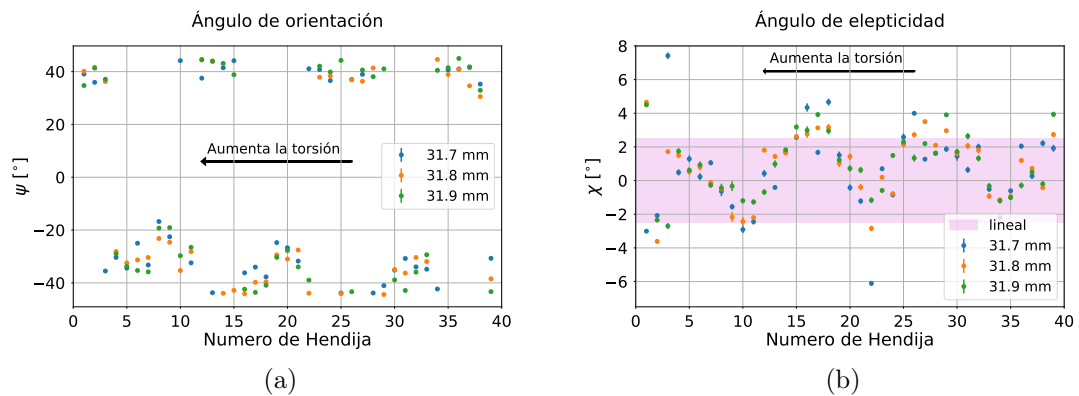 Ángulo de orientación
40
20
0
−20
−40
ψ [°]
Aumenta la torsión
31.7 mm
31.8 mm
31.9 mm
0 5 10 15 20 25 30 35 40
Numero de Hendija
(a)
Ángulo de elepticidad
8
6
4
2
0
−2
−4
−6
χ [°]
Aumenta la torsión
lineal
31.7 mm
31.8 mm
31.9 mm
0 5 10 15 20 25 30 35 40
Numero de Hendija
(b)